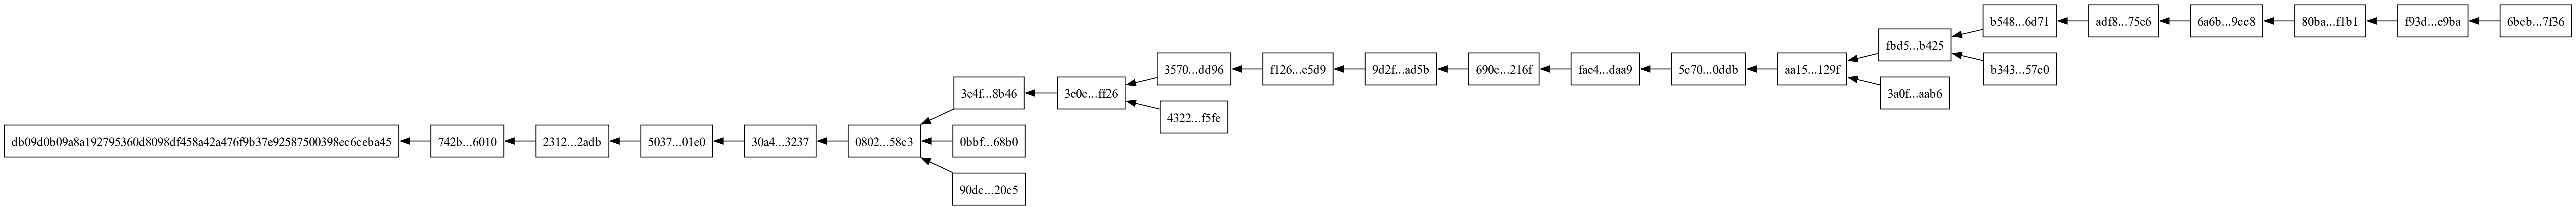 b548...6d71
adf8...75e6
6a6b...9cc8
80ba...f1b1
f93d...e9ba
6bcb...7f36
fbd5...b425
3570...dd96
f126...e5d9
9d2f...ad5b
690c...216f
fae4...daa9
5c70...0ddb
aa15...129f
b343...57c0
3e4f...8b46
3e0c...ff26
3a0f...aab6
4322...f5fe
db09d0b09a8a192795360d8098df458a42a476f9b37e92587500398ec6ceba45
742b...6010
2312...2adb
5037...01e0
30a4...3237
0802...58c3
0bbf...68b0
90dc...20c5